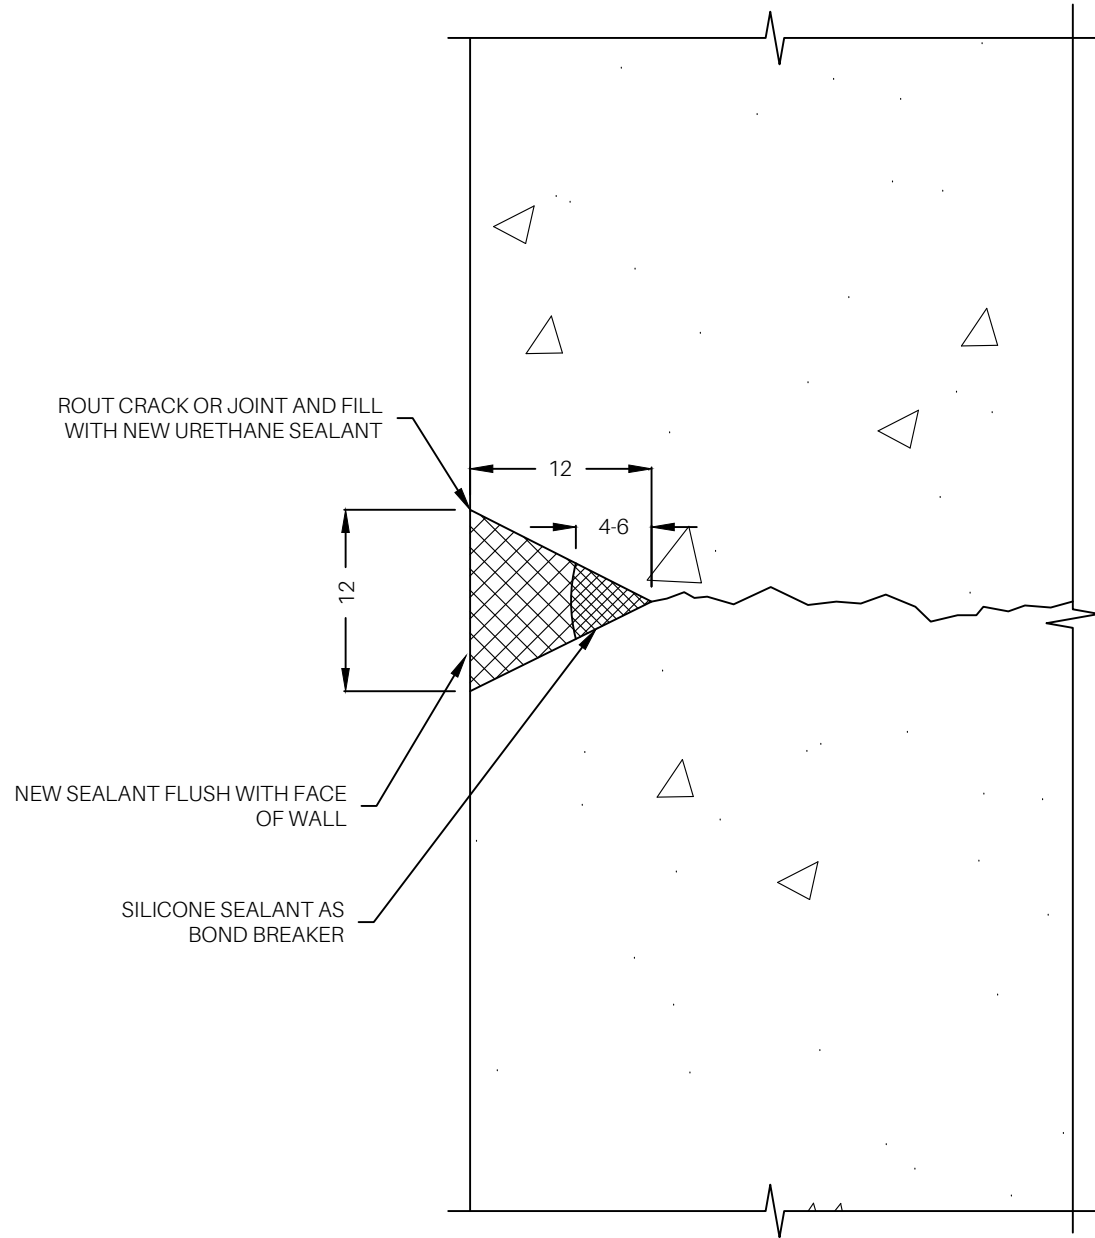 ROUT CRACK OR JOINT AND FILL
WITH NEW URETHANE SEALANT
12
4-6
12
NEW SEALANT FLUSH WITH FACE
OF WALL
SILICONE SEALANT AS
BOND BREAKER